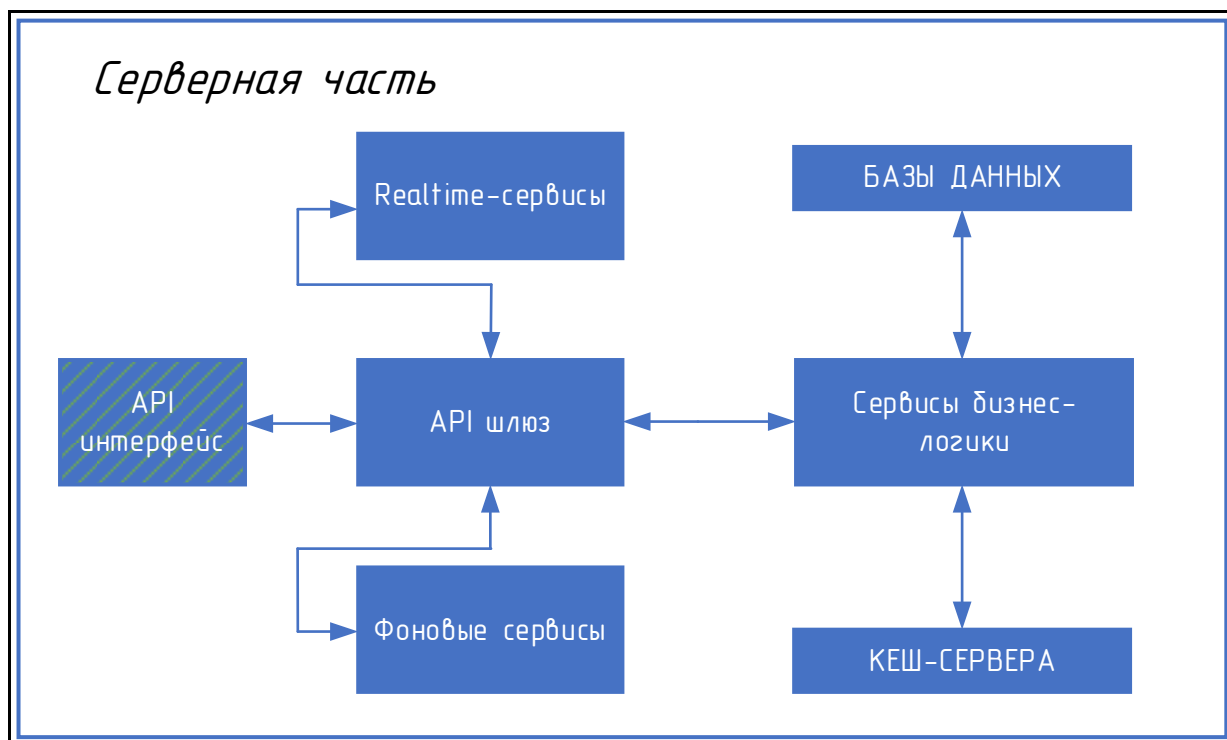 Серверная часть
Realtime-сервисы
БАЗЫ ДАННЫХ
API
интерфейс
API шлюз
Сервисы бизнес-
логики
Фоновые сервисы
КЕШ-СЕРВЕРА